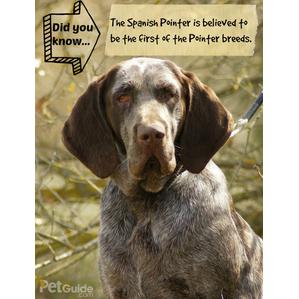 Did you
know...
The Spanish Pointer is believed to
be the first of the Pointer breeds.
PetGuide
.com